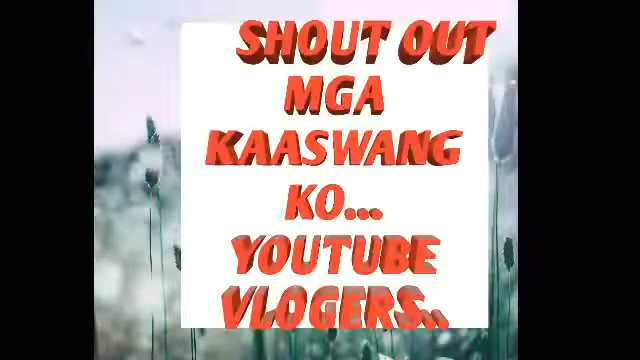 SHOUT OUT
MGA
KAASWANG
KO...
YOUTUBE
VLOGERS..